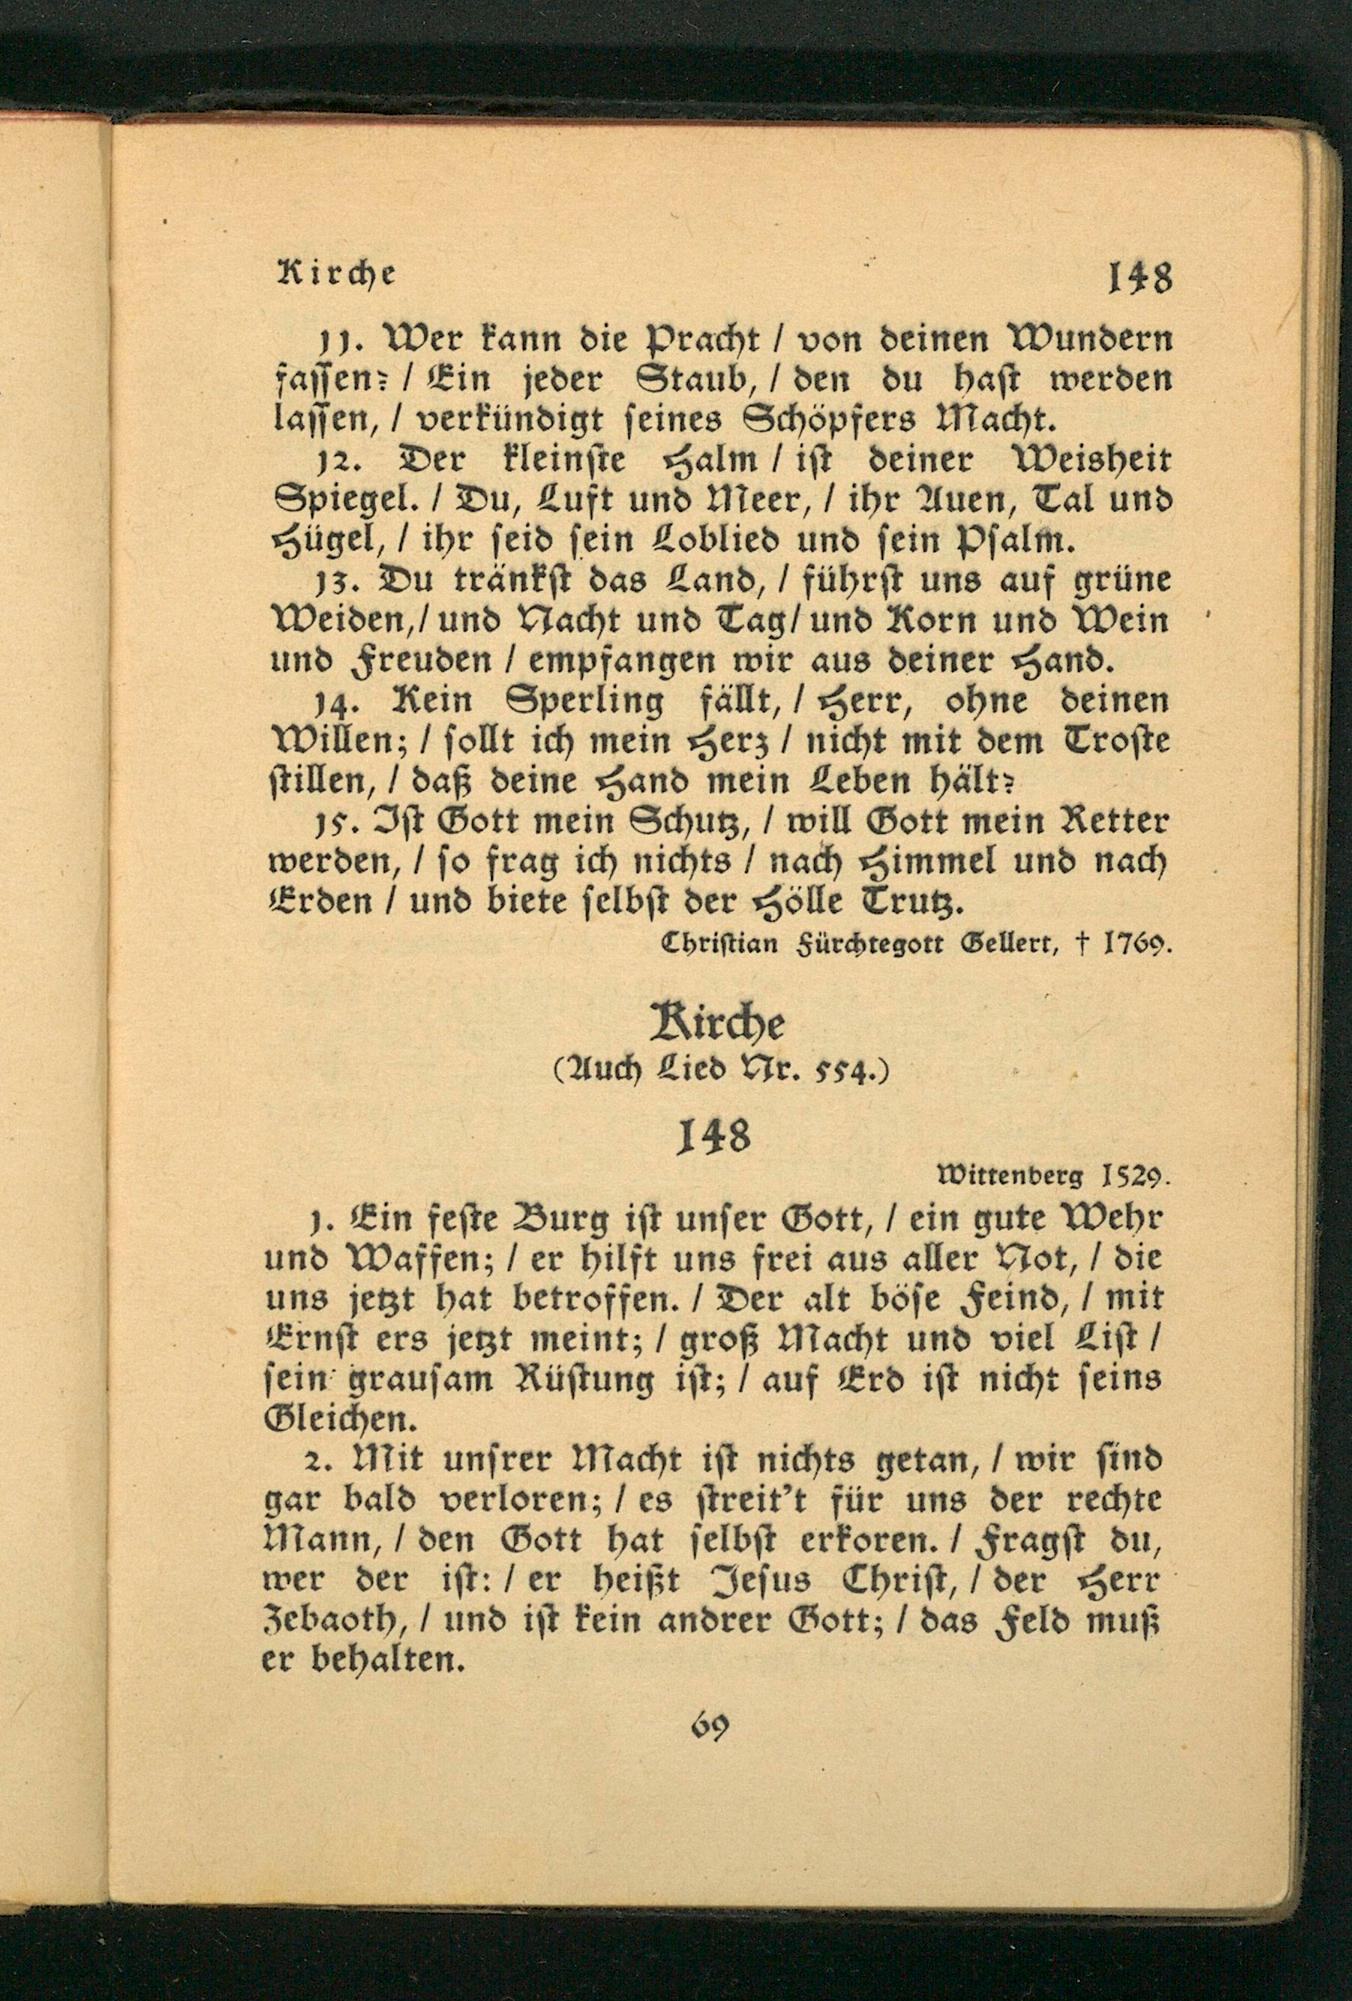 Kirche 148
11. Wer kann die Pracht / von deinen Wundern
fassen? / Ein jeder Staub, / den du hast werden
lassen, / verkündigt seines Schöpfers Macht.
12. Der kleinste Halm / ist deiner Weisheit
Spiegel. / Du, Luft und Meer, / ihr Auen, Tal und
Hügel, / ihr seid sein Loblied und sein Psalm.
13. Du tränkst das Land, / führst uns auf grüne
Weiden, / und Nacht und Tag / und Korn und Wein
und Freuden / empfangen wir aus deiner Hand.
14. Kein Sperling fällt, / Herr, ohne deinen
Willen; / sollt ich mein Herz / nicht mit dem Troste
stillen, / daß deine Hand mein Leben hält?
15. Ist Gott mein Schutz, / will Gott mein Retter
werden, / so frag ich nichts / nach Himmel und nach
Erden / und biete selbst der Hölle Trutz.
Christian Fürchtegott Gellert, † 1769.
Kirche
(Auch Lied Nr. 554.)
148
Wittenberg 1529.
1. Ein feste Burg ist unser Gott, / ein gute Wehr
und Waffen; / er hilft uns frei aus aller Not, / die
uns jetzt hat betroffen. / Der alt böse Feind, / mit
Ernst ers jetzt meint; / groß Macht und viel List /
sein grausam Rüstung ist; / auf Erd ist nicht seins
Gleichen.
2. Mit unsrer Macht ist nichts getan, / wir sind
gar bald verloren; / es streit't für uns der rechte
Mann, / den Gott hat selbst erkoren. / Fragst du,
wer der ist: / er heißt Jesus Christ, / der Herr
Zebaoth, / und ist kein andrer Gott; / das Feld muß
er behalten.
69